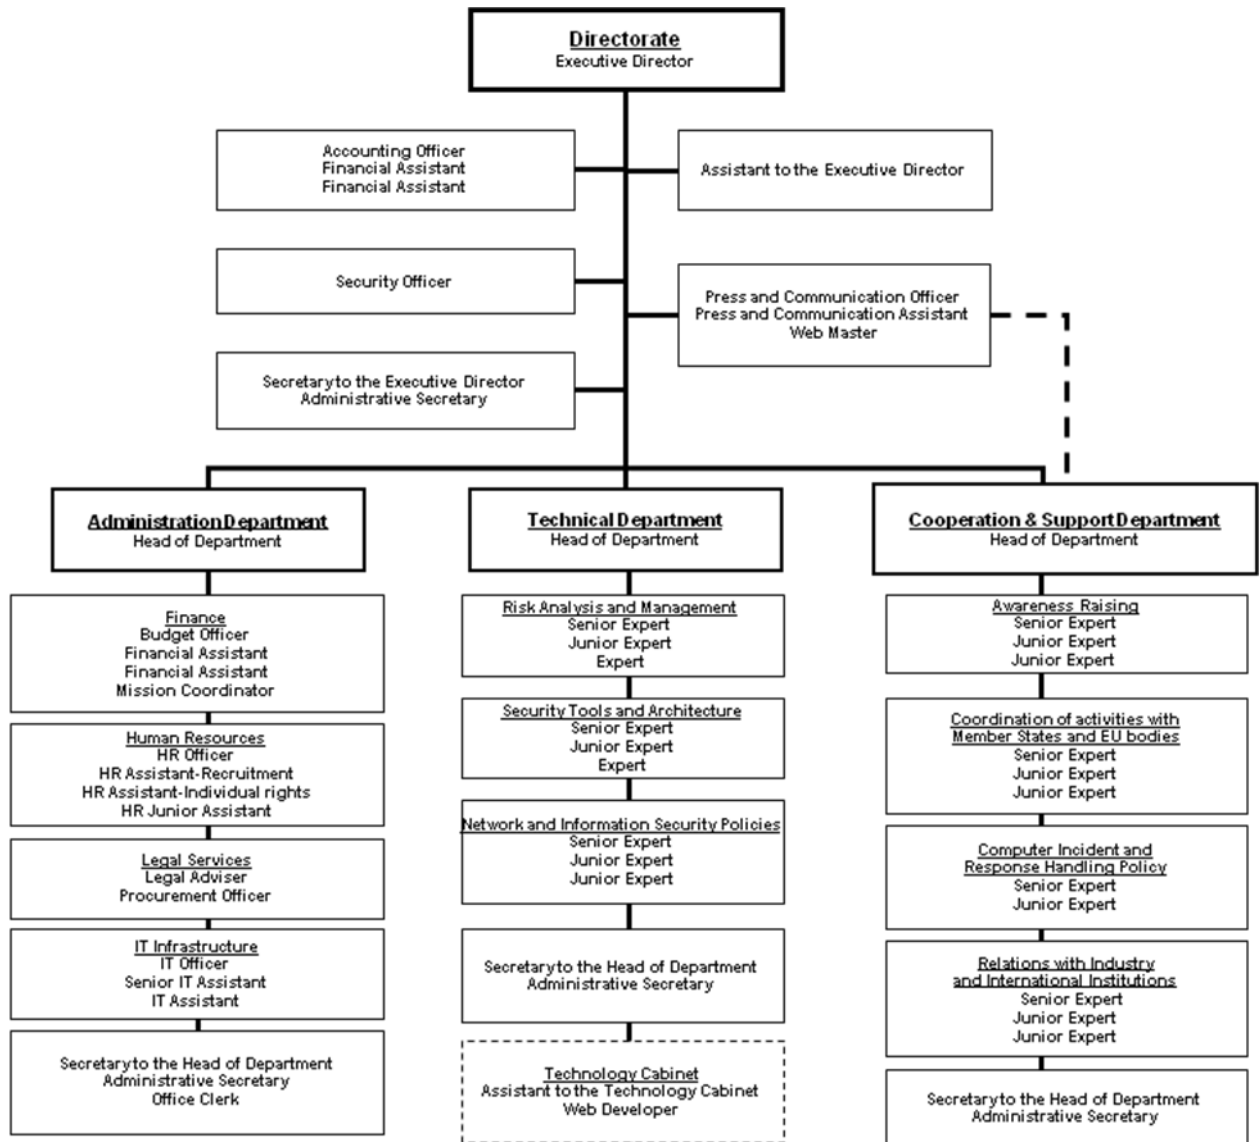 Directorate
Executive Director
Accounting Officer
Financial Assistant
Financial Assistant
Assistant to the Executive Director
Security Officer
Press and Communication Officer
Press and Communication Assistant
Web Master
Secretary to the Executive Director
Administrative Secretary
Administration Department
Head of Department
Technical Department
Head of Department
Cooperation & Support Department
Head of Department
Finance
Budget Officer
Financial Assistant
Financial Assistant
Mission Coordinator
Human Resources
HR Officer
HR Assistant-Recruitment
HR Assistant-Individual rights
HR Junior Assistant
Legal Services
Legal Adviser
Procurement Officer
IT Infrastructure
IT Officer
Senior IT Assistant
IT Assistant
Secretary to the Head of Department
Administrative Secretary
Office Clerk
Risk Analysis and Management
Senior Expert
Junior Expert
Expert
Security Tools and Architecture
Senior Expert
Junior Expert
Expert
Network and Information Security Policies
Senior Expert
Junior Expert
Junior Expert
Secretary to the Head of Department
Administrative Secretary
Technology Cabinet
Assistant to the Technology Cabinet
Web Developer
Awareness Raising
Senior Expert
Junior Expert
Junior Expert
Coordination of activities with
Member States and EU bodies
Senior Expert
Junior Expert
Junior Expert
Computer Incident and
Response Handling Policy
Senior Expert
Junior Expert
Relations with Industry
and International Institutions
Senior Expert
Junior Expert
Junior Expert
Secretary to the Head of Department
Administrative Secretary